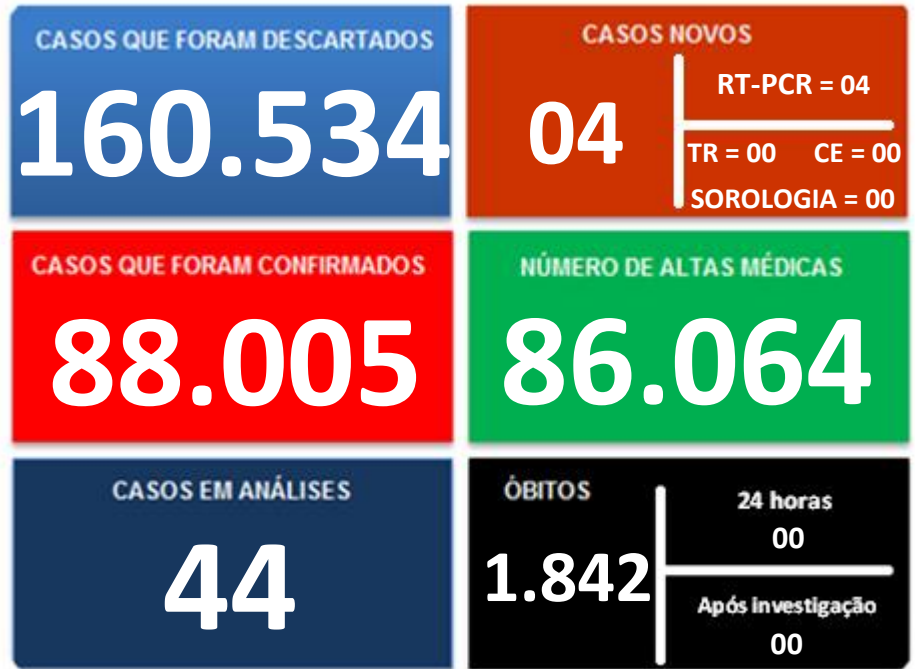 CASOS QUE FORAM DESCARTADOS
160.534
CASOS NOVOS
04
RT-PCR = 04
TR = 00 CE = 00
SOROLOGIA = 00
CASOS QUE FORAM CONFIRMADOS
88.005
NÚMERO DE ALTAS MÉDICAS
86.064
CASOS EM ANÁLISES
44
ÓBITOS
1.842
24 horas
00
Após investigação
00